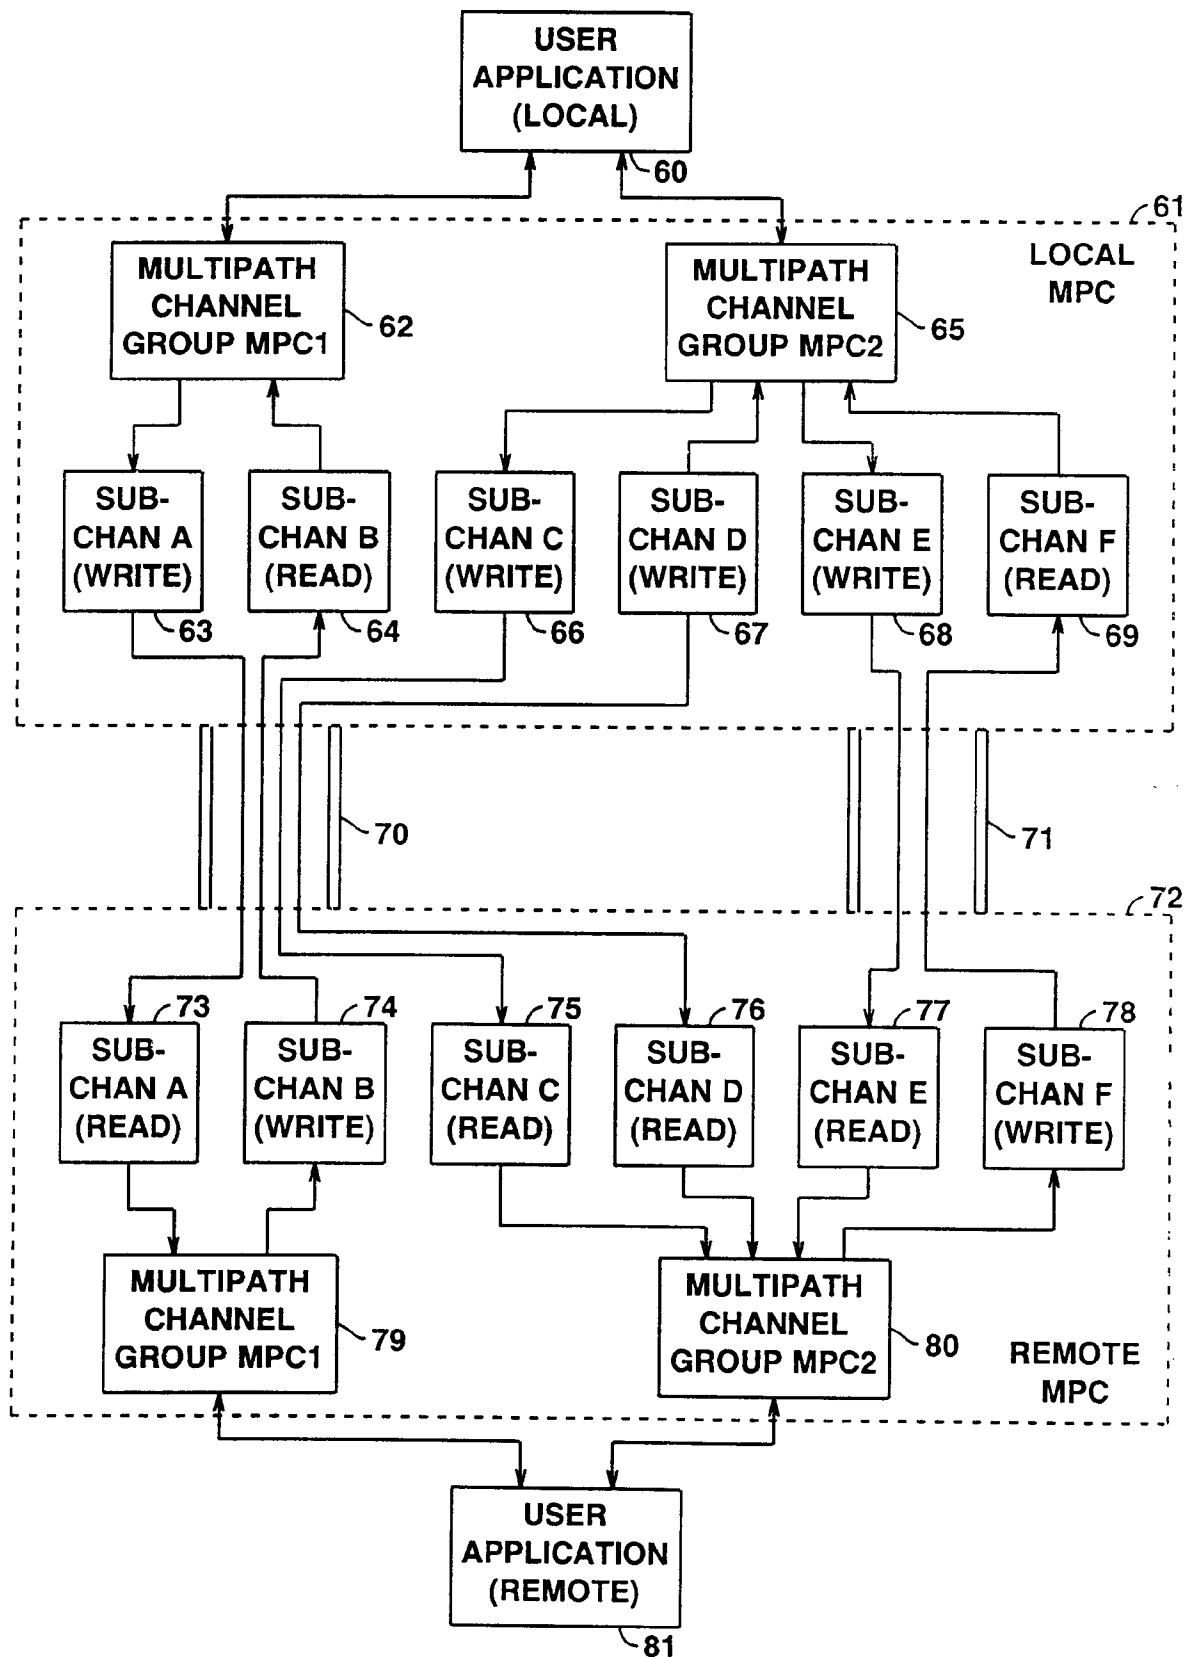 USER
APPLICATION
(LOCAL)
60
61
LOCAL
MPC
MULTIPATH
CHANNEL
GROUP MPC1
62
MULTIPATH
CHANNEL
GROUP MPC2
65
SUB-
CHAN A
(WRITE)
63
SUB-
CHAN B
(READ)
64
SUB-
CHAN C
(WRITE)
66
SUB-
CHAN D
(WRITE)
67
SUB-
CHAN E
(WRITE)
68
SUB-
CHAN F
(READ)
69
70
71
72
73
SUB-
CHAN A
(READ)
74
SUB-
CHAN B
(WRITE)
75
SUB-
CHAN C
(READ)
76
SUB-
CHAN D
(READ)
77
SUB-
CHAN E
(READ)
78
SUB-
CHAN F
(WRITE)
MULTIPATH
CHANNEL
GROUP MPC1
79
MULTIPATH
CHANNEL
GROUP MPC2
80
REMOTE
MPC
USER
APPLICATION
(REMOTE)
81